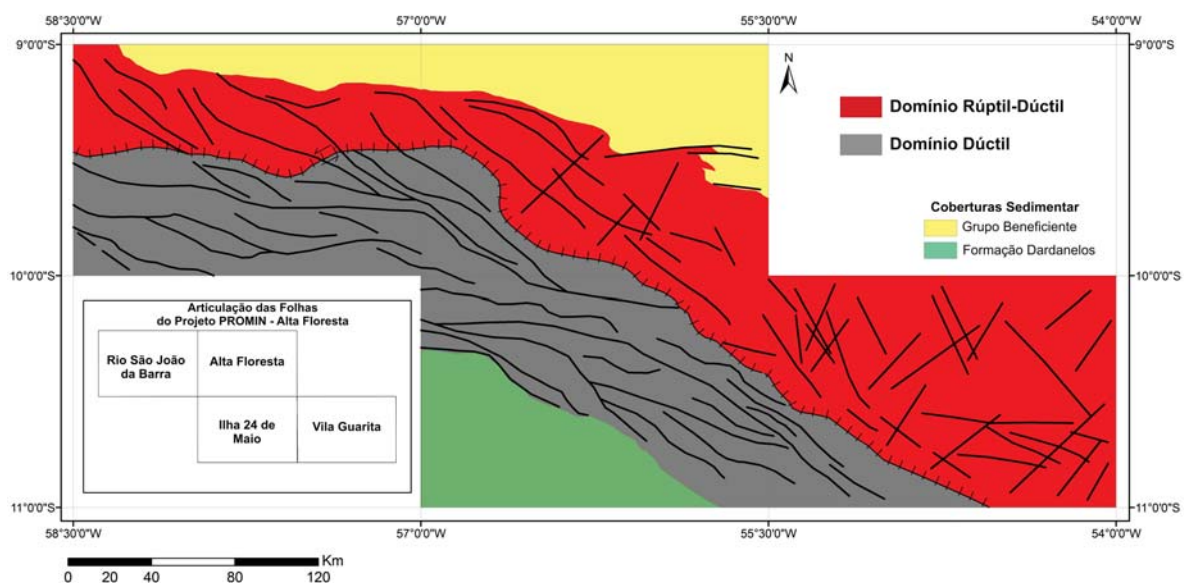 58°30'0"W
57°0'0"W
55°30'0"W
54°0'0"W
9°0'0"S
9°0'0"S
N
Domínio Rúptil-Dúctil
Domínio Dúctil
Coberturas Sedimentar
Grupo Beneficiente
Formação Dardanelos
10°0'0"S
10°0'0"S
Articulação das Folhas
do Projeto PROMIN - Alta Floresta
Rio São João
da Barra
Alta Floresta
Ilha 24 de
Maio
Vila Guarita
11°0'0"S
11°0'0"S
58°30'0"W
57°0'0"W
55°30'0"W
54°0'0"W
Km
0 20 40 80 120